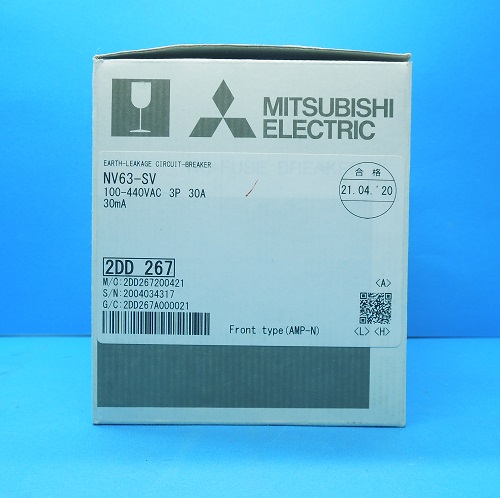 MITSUBISHI
ELECTRIC
EARTH-LEAKAGE CIRCUIT-BREAKER
NV63-SV
100-440VAC 3P 30A
30mA
合格
21.04.'20
2DD 267
M/C:2DD267200421
S/N:2004034317
G/C:2DD267A000021
Front type(AMP-N)
<A>
<L> <H>